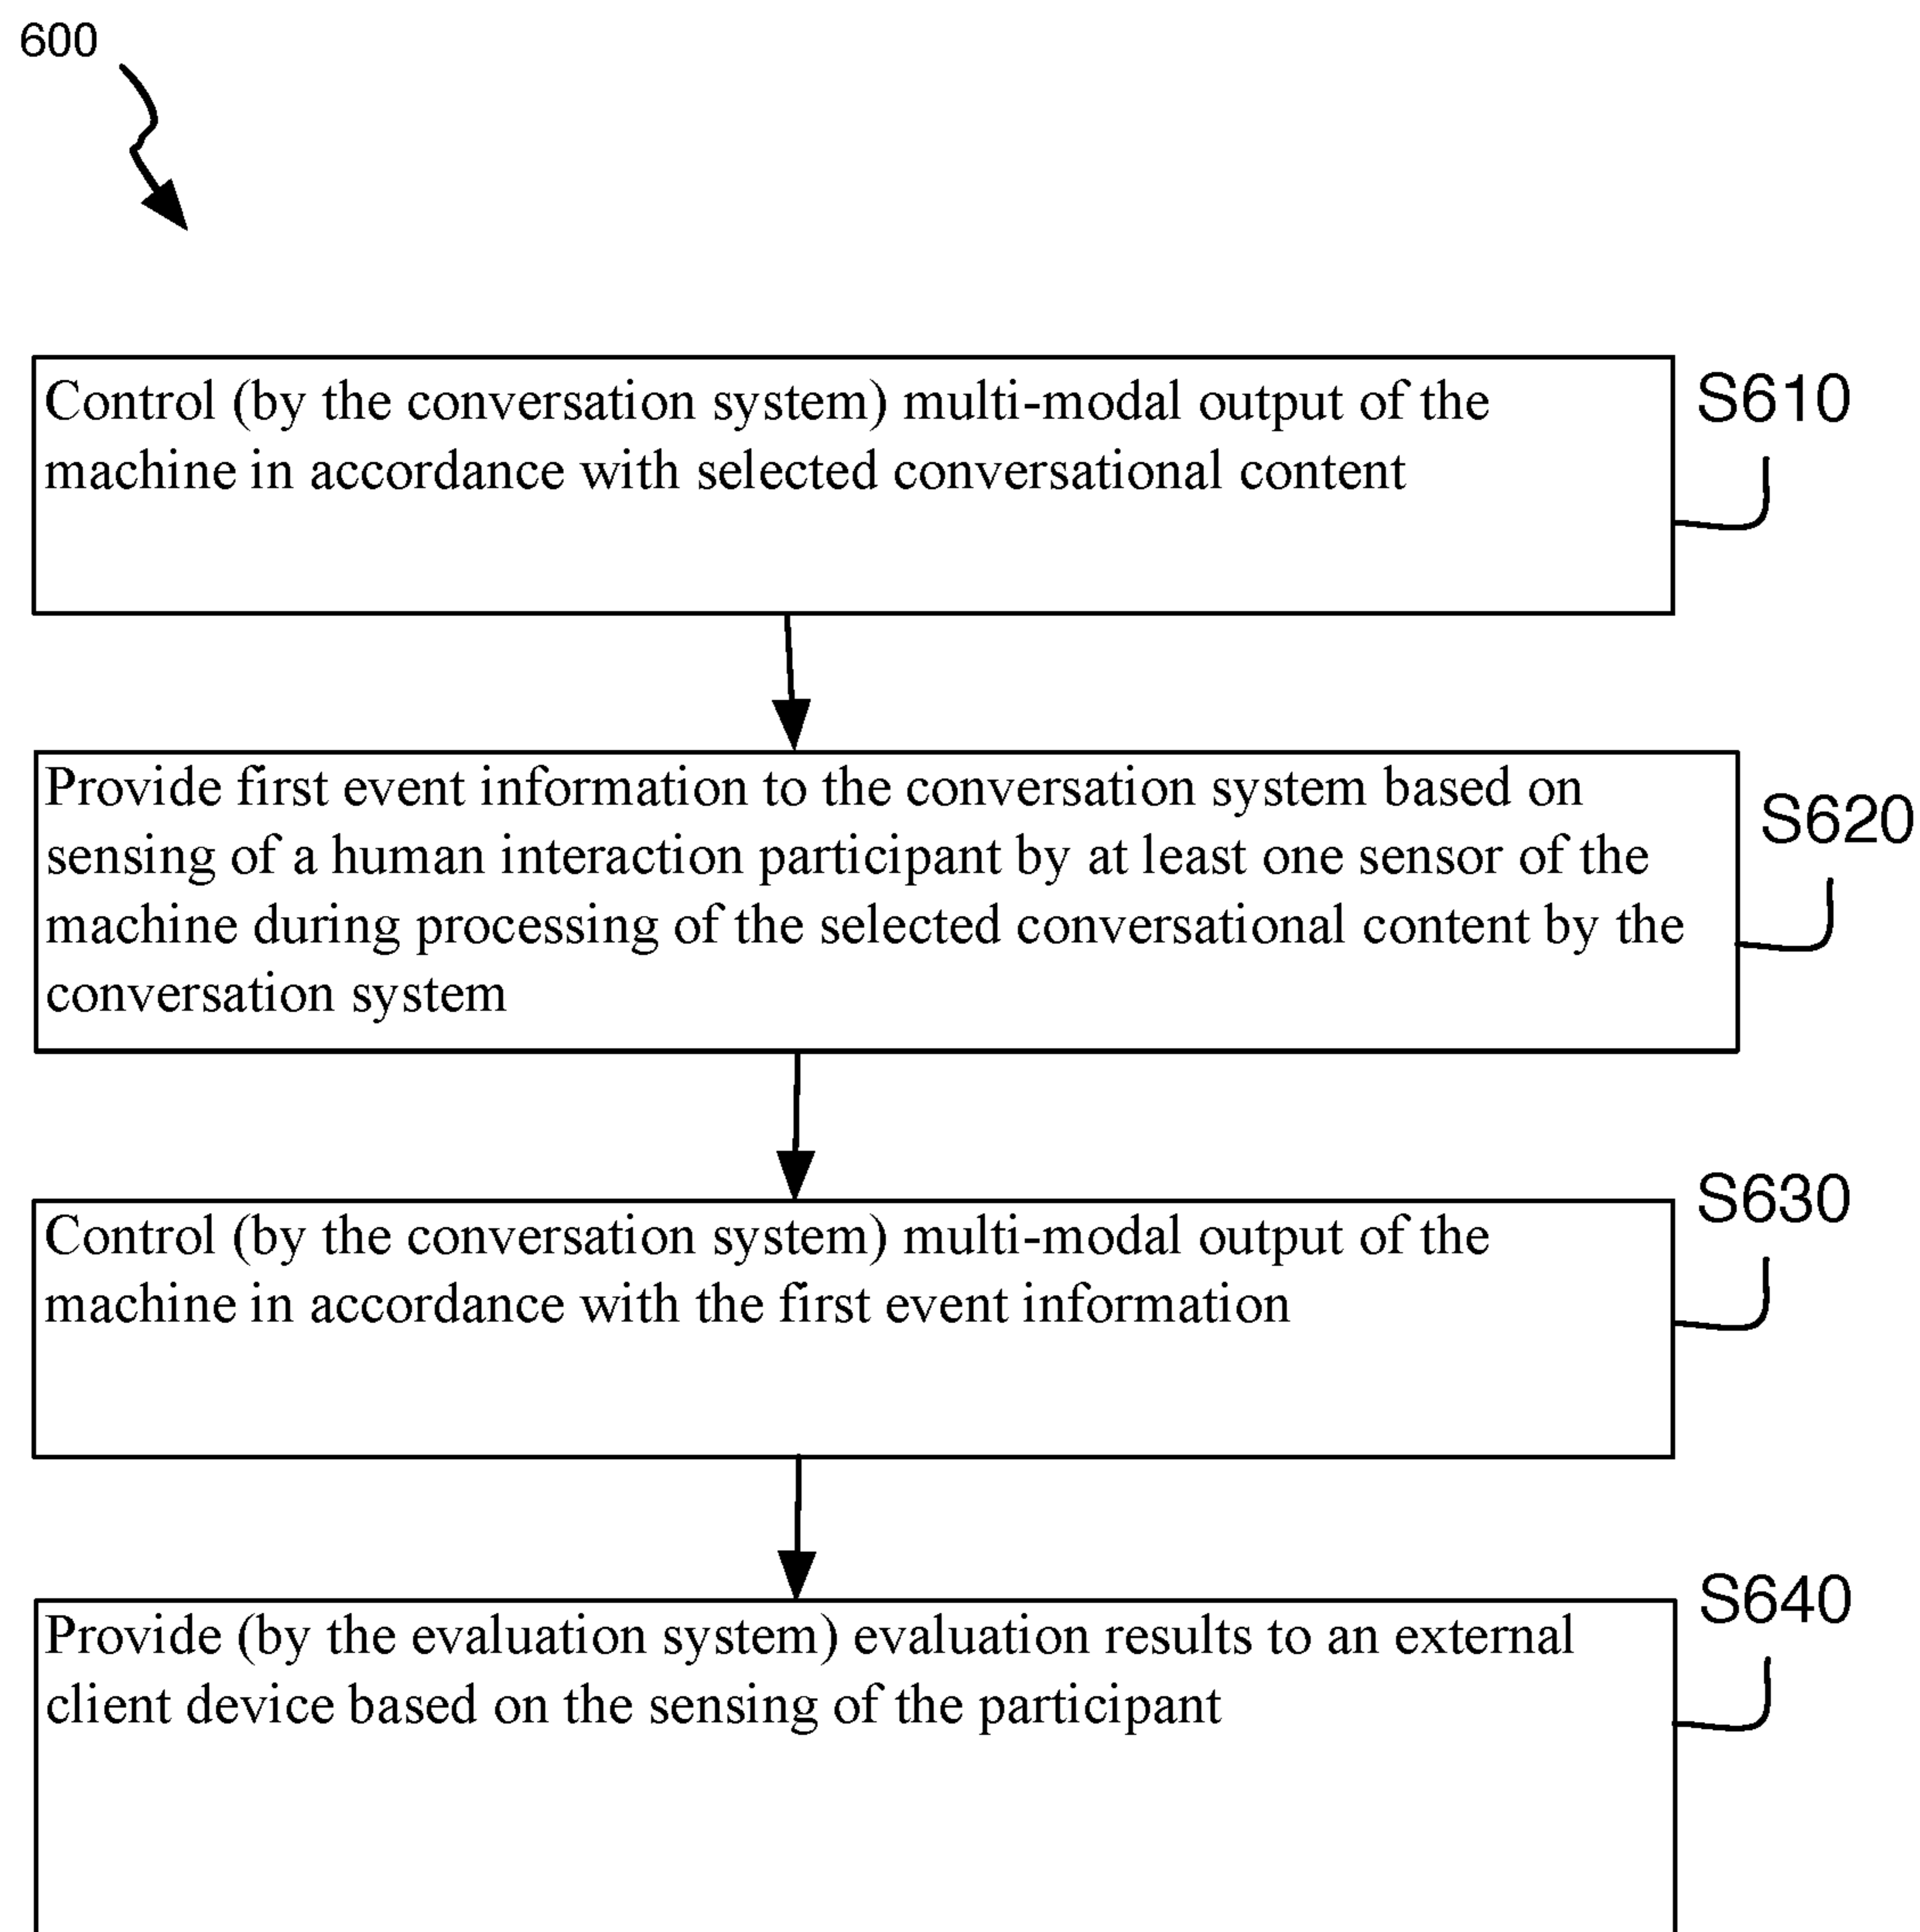 600
Control (by the conversation system) multi-modal output of the
machine in accordance with selected conversational content
S610
Provide first event information to the conversation system based on
sensing of a human interaction participant by at least one sensor of the
machine during processing of the selected conversational content by the
conversation system
S620
Control (by the conversation system) multi-modal output of the
machine in accordance with the first event information
S630
Provide (by the evaluation system) evaluation results to an external
client device based on the sensing of the participant
S640